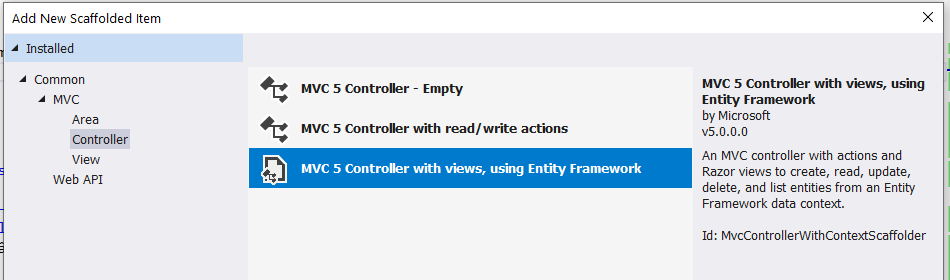 Add New Scaffolded Item
Installed
Common
MVC
Area
Controller
View
Web API
MVC 5 Controller - Empty
MVC 5 Controller with read/write actions
MVC 5 Controller with views, using Entity Framework
MVC 5 Controller with views, using
Entity Framework
by Microsoft
v5.0.0.0
An MVC controller with actions and
Razor views to create, read, update,
delete, and list entities from an Entity
Framework data context.
Id: MvcControllerWithContextScaffolder